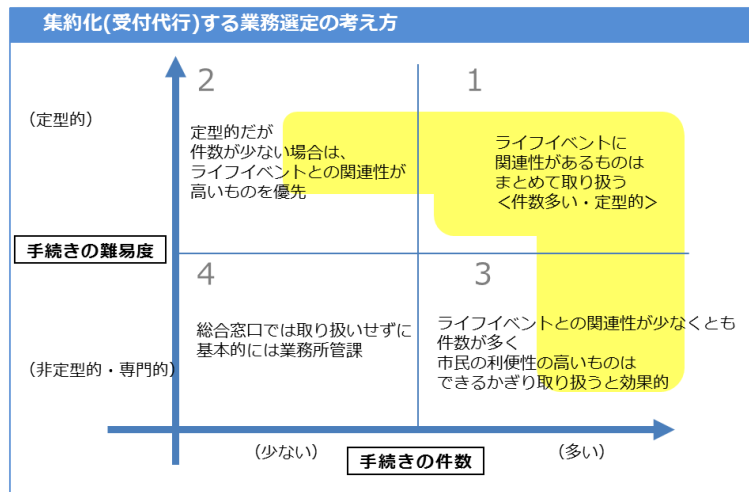 集約化(受付代行)する業務選定の考え方
2
1
（定型的）
定型的だが
件数が少ない場合は、
ライフイベントとの関連性が
高いものを優先
ライフイベントに
関連性があるものは
まとめて取り扱う
＜件数多い・定型的＞
手続きの難易度
4
3
総合窓口では取り扱いせずに
基本的には業務所管課
ライフイベントとの関連性が少なくとも
件数が多く
市民の利便性の高いものは
できるかぎり取り扱うと効果的
（非定型的・専門的）
（少ない）
手続きの件数
（多い）